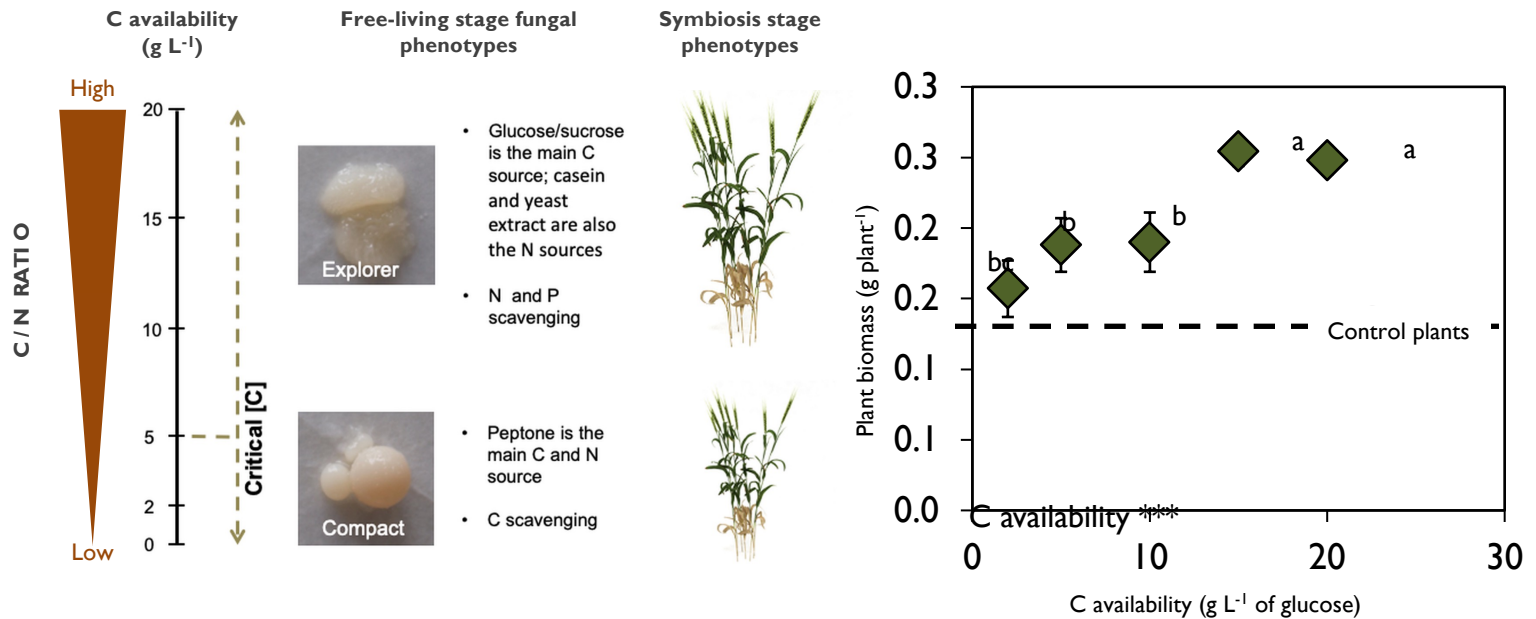 C availability
(g L-1)
High
20
15
10
5
2
0
Low
C / N RATIO
Critical [C]
Free-living stage fungal
phenotypes
Explorer
• Glucose/sucrose
is the main C
source; casein
and yeast
extract are also
the N sources
• N and P
scavenging
Compact
• Peptone is the
main C and N
source
• C scavenging
Symbiosis stage
phenotypes
Plant biomass (g plant-1)
0.3
0.3
0.2
0.2
0.1
0.1
0.0
bc
b
b
a
a
Control plants
C availability ***
0
10
20
30
C availability (g L-1 of glucose)